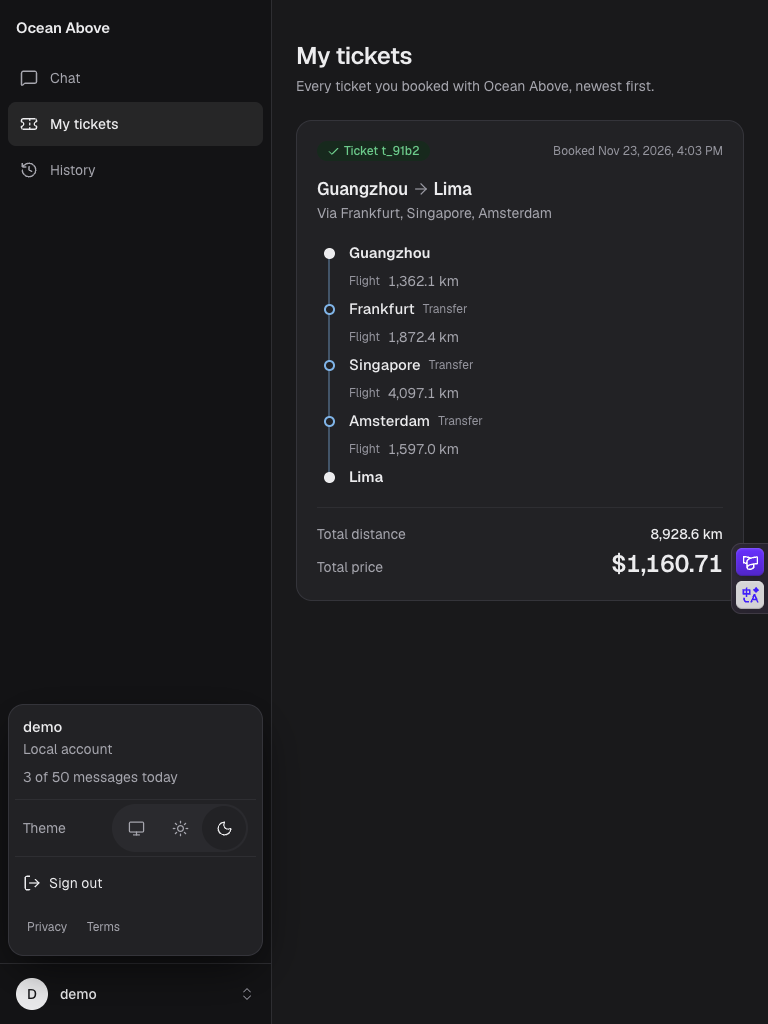 Ocean Above
Chat
My tickets
History
My tickets
Every ticket you booked with Ocean Above, newest first.
Ticket t_91b2
Booked Nov 23, 2026, 4:03 PM
Guangzhou → Lima
Via Frankfurt, Singapore, Amsterdam
Guangzhou
Flight 1,362.1 km
Frankfurt Transfer
Flight 1,872.4 km
Singapore Transfer
Flight 4,097.1 km
Amsterdam Transfer
Flight 1,597.0 km
Lima
Total distance 8,928.6 km
Total price $1,160.71
中A
demo
Local account
3 of 50 messages today
Theme
Sign out
Privacy Terms
D demo